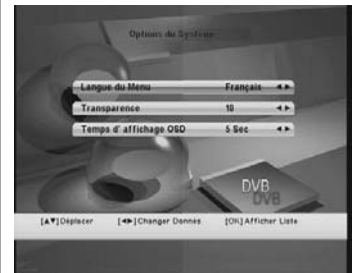 Options du Système
Langue du Menu Français ◄ ►
Transparence 10 ◄ ►
Temps d' affichage OSD 5 Sec ◄ ►
DVB
DVB
[▲▼]Déplacer [◄►]Changer Donnés [OK] Afficher Liste